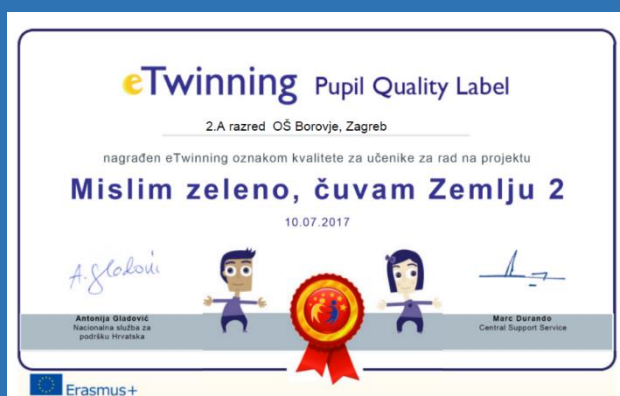 eTwinning Pupil Quality Label
2.A razred OŠ Borovje, Zagreb
nagrađen eTwinning oznakom kvalitete za učenike za rad na projektu
Mislim zeleno, čuvam Zemlju 2
10.07.2017
A. Gladović
Antonija Gladović
Nacionalna služba za
podršku Hrvatska
Marc Durando
Central Support Service
Erasmus+